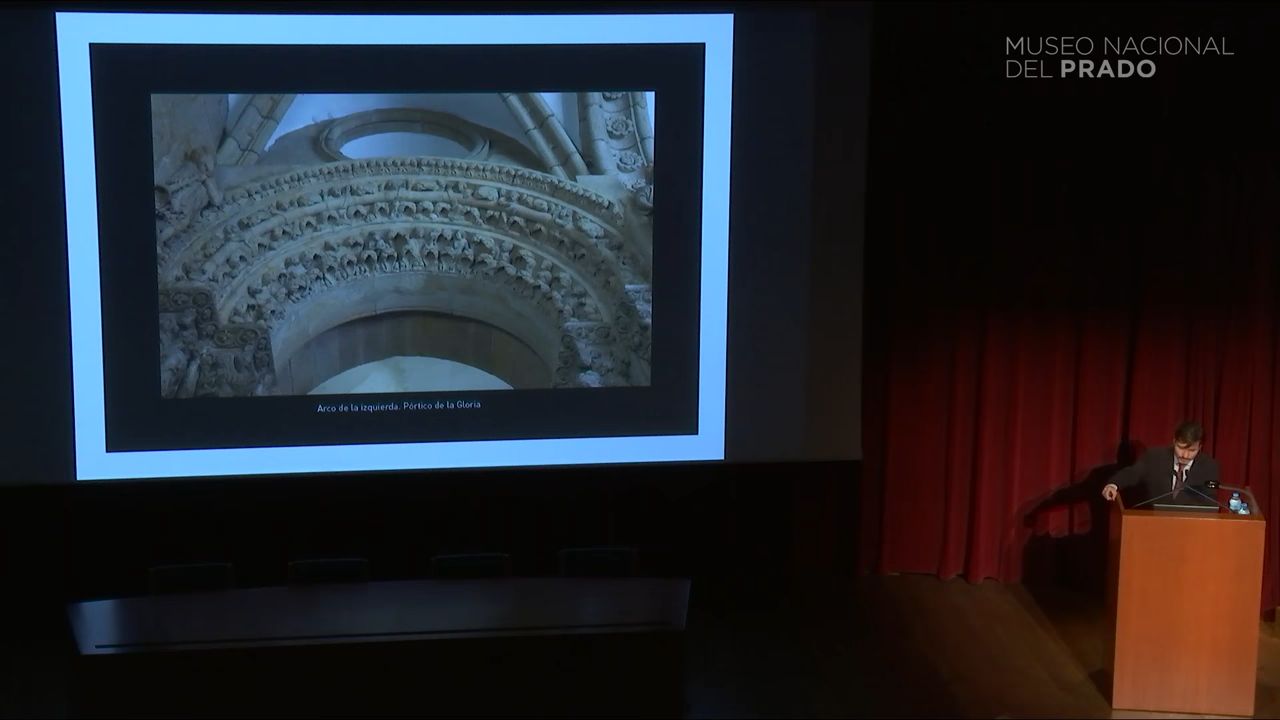 MUSEO NACIONAL
DEL PRADO
Arco de la izquierda. Pórtico de la Gloria